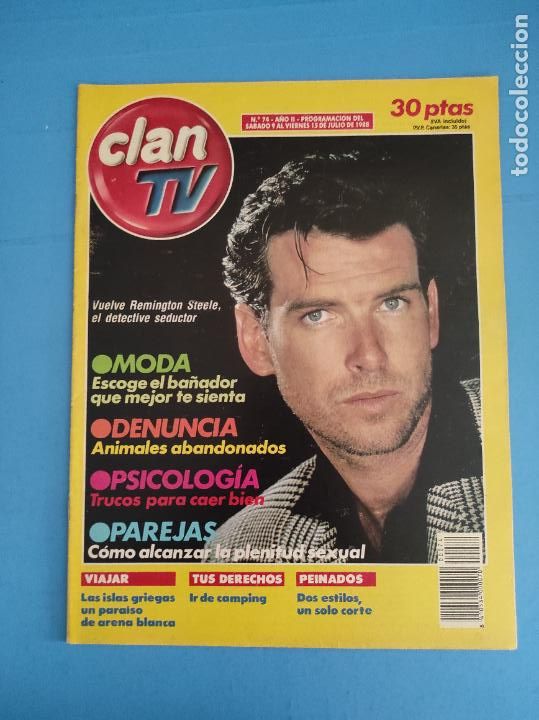 clan
TV
N.º 74 - AÑO II - PROGRAMACION DEL
SABADO 9 AL VIERNES 15 DE JULIO DE 1988
30 ptas
IVA incluido
P.V.P. Canarias: 35 ptas
Vuelve Remington Steele,
el detective seductor
MODA
Escoge el bañador
que mejor te sienta
DENUNCIA
Animales abandonados
PSICOLOGÍA
Trucos para caer bien
PAREJAS
Cómo alcanzar la plenitud sexual
VIAJAR
Las islas griegas
un paraíso
de arena blanca
TUS DERECHOS
Ir de camping
PEINADOS
Dos estilos,
un solo corte
todocoleccion.net